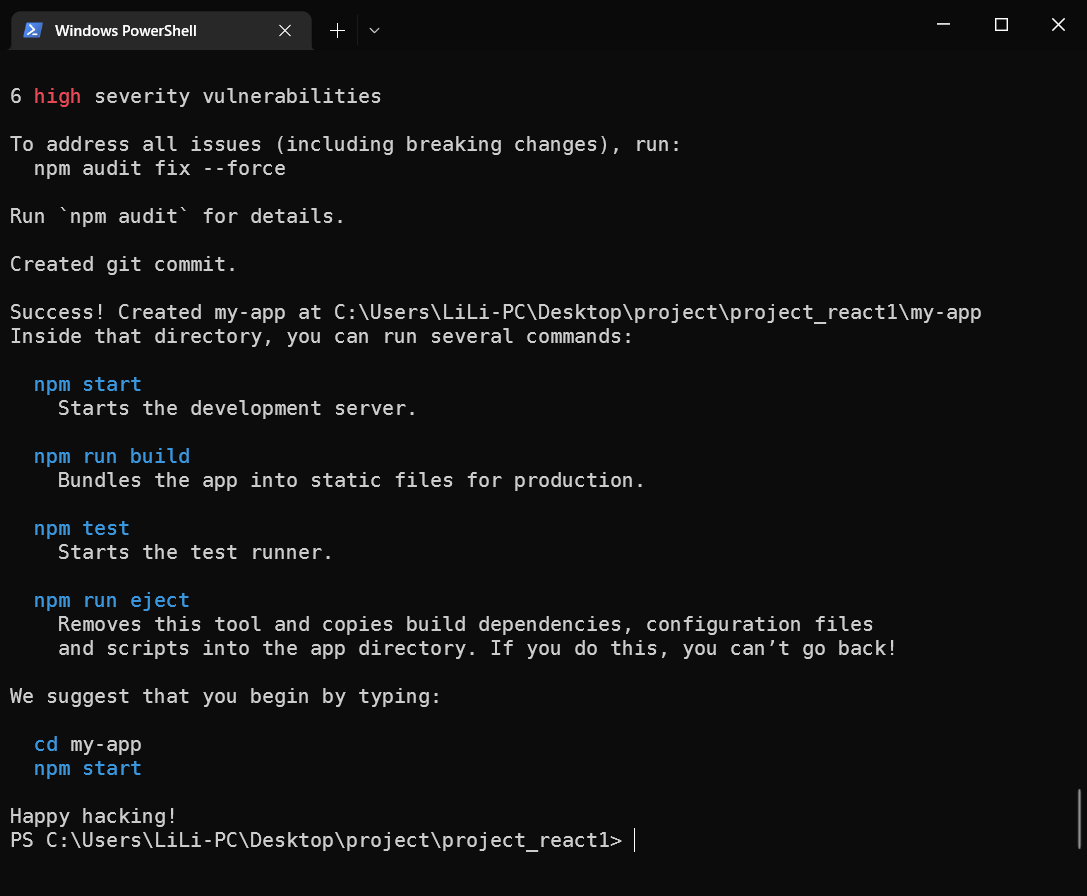 Windows PowerShell
6 high severity vulnerabilities
To address all issues (including breaking changes), run:
npm audit fix --force
Run `npm audit` for details.
Created git commit.
Success! Created my-app at C:\Users\LiLi-PC\Desktop\project\project_react1\my-app
Inside that directory, you can run several commands:
npm start
Starts the development server.
npm run build
Bundles the app into static files for production.
npm test
Starts the test runner.
npm run eject
Removes this tool and copies build dependencies, configuration files
and scripts into the app directory. If you do this, you can’t go back!
We suggest that you begin by typing:
cd my-app
npm start
Happy hacking!
PS C:\Users\LiLi-PC\Desktop\project\project_react1>